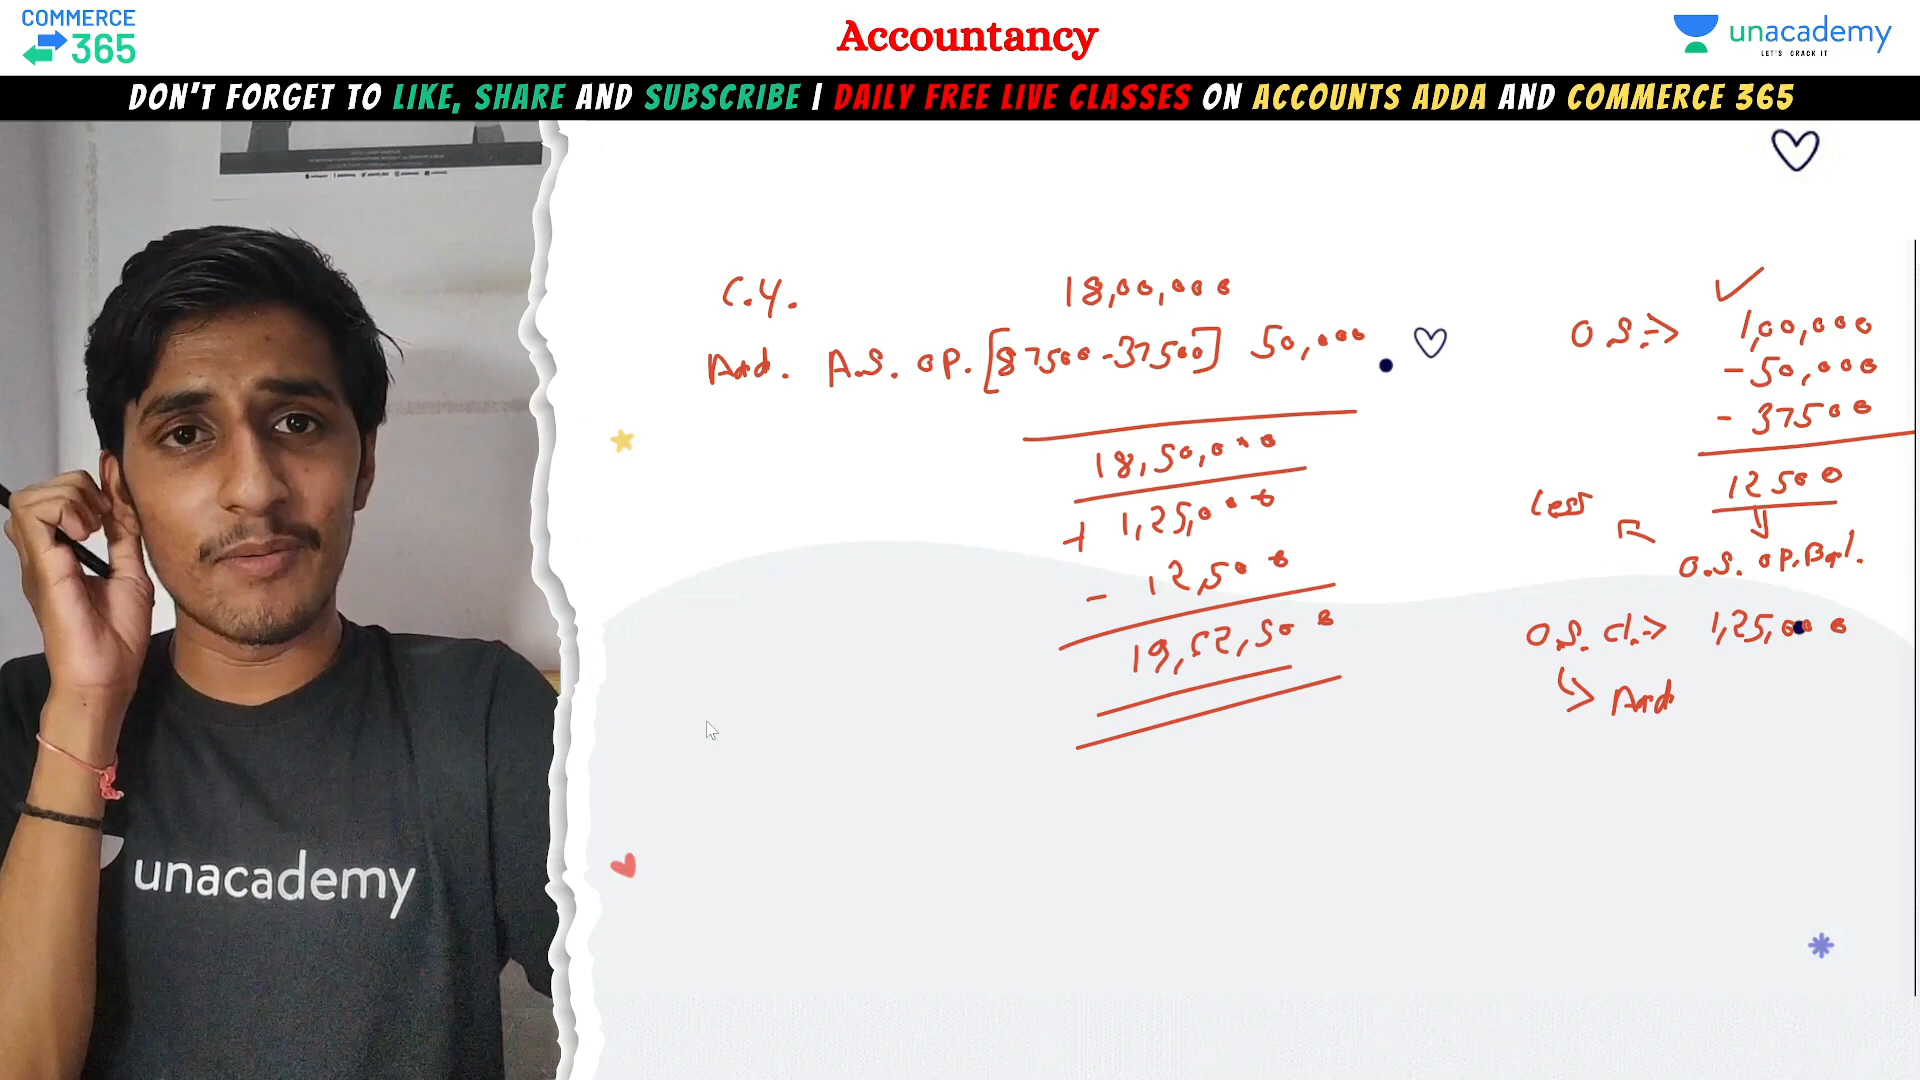 COMMERCE
365
Accountancy
unacademy
LET'S CRACK IT
DON'T FORGET TO LIKE, SHARE AND SUBSCRIBE | DAILY FREE LIVE CLASSES ON ACCOUNTS ADDA AND COMMERCE 365
C.Y. 18,00,000
Add. A.S. OP. [87500-37500] 50,000
18,50,000
+ 1,25,000
- 12,500
19,62,500
O.S.→ 1,00,000
- 50,000
- 37500
12500
Less
O.S. OP. Bal.
O.S. Cl.→ 1,25,000
Add
unacademy